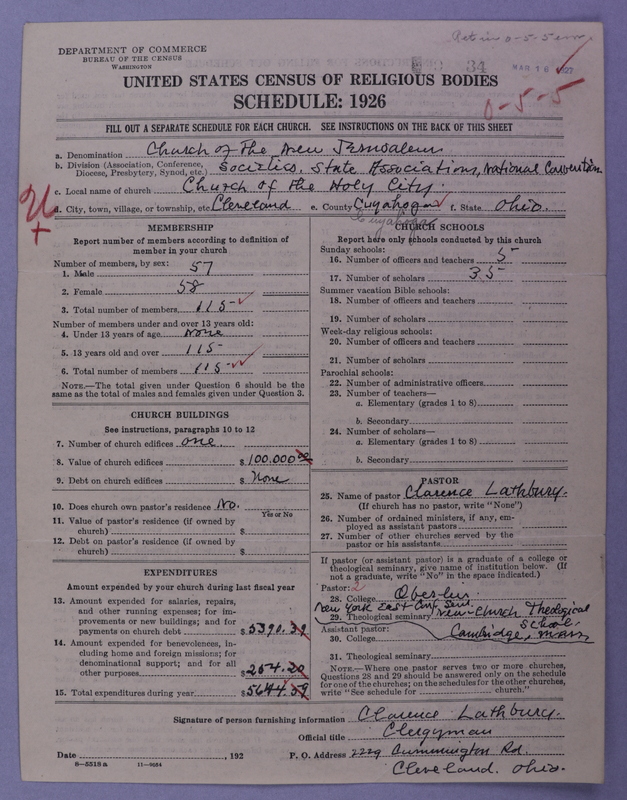 DEPARTMENT OF COMMERCE
BUREAU OF THE CENSUS
WASHINGTON
34
MAR 16 1927
0-5-5
UNITED STATES CENSUS OF RELIGIOUS BODIES
SCHEDULE: 1926
FILL OUT A SEPARATE SCHEDULE FOR EACH CHURCH. SEE INSTRUCTIONS ON THE BACK OF THIS SHEET
a. Denomination Church of The New Jerusalem
b. Division (Association, Conference, Diocese, Presbytery, Synod, etc.) Societies, State Associations, National Convention
c. Local name of church Church of the Holy City.
d. City, town, village, or township, etc. Cleveland e. County Cuyahoga f. State Ohio.
Cuyahoga
MEMBERSHIP
Report number of members according to definition of
member in your church
Number of members, by sex:
1. Male 57
2. Female 58
3. Total number of members 115
Number of members under and over 13 years old:
4. Under 13 years of age None
5. 13 years old and over 115
6. Total number of members 115
NOTE.—The total given under Question 6 should be
same as the total of males and females given under Question 3.
CHURCH BUILDINGS
See instructions, paragraphs 10 to 12
7. Number of church edifices one
8. Value of church edifices $ 100.000 00
9. Debt on church edifices $ None
10. Does church own pastor's residence No.
Yes or No
11. Value of pastor's residence (if owned by
church) $
12. Debt on pastor's residence (if owned by
church) $
EXPENDITURES
Amount expended by your church during last fiscal year
13. Amount expended for salaries, repairs,
and other running expenses; for im-
provements or new buildings; and for
payments on church debt $ 5390.39
14. Amount expended for benevolences, in-
cluding home and foreign missions; for
denominational support; and for all
other purposes 254.20
15. Total expenditures during year $ 5644.59
CHURCH SCHOOLS
Report here only schools conducted by this church
Sunday schools:
16. Number of officers and teachers 5
17. Number of scholars 35
Summer vacation Bible schools:
18. Number of officers and teachers
19. Number of scholars
Week-day religious schools:
20. Number of officers and teachers
21. Number of scholars
Parochial schools:
22. Number of administrative officers
23. Number of teachers—
a. Elementary (grades 1 to 8)
b. Secondary
24. Number of scholars—
a. Elementary (grades 1 to 8)
b. Secondary
PASTOR
25. Name of pastor Clarence Lathbury.
(If church has no pastor, write "None")
26. Number of ordained ministers, if any, em-
ployed as assistant pastors
27. Number of other churches served by the
pastor or his assistants
If pastor (or assistant pastor) is a graduate of a college or
theological seminary, give name of institution below. (If
not a graduate, write "No" in the space indicated.)
Pastor: 2
28. College Oberlin
New York East Conf Sem.
29. Theological seminary New-Church Theological
School,
Assistant pastor:
30. College Cambridge, Mass
31. Theological seminary
NOTE.—Where one pastor serves two or more churches,
Questions 28 and 29 should be answered only on the schedule
for one of the churches; on the schedules for the other churches,
write "See schedule for church."
Signature of person furnishing information Clarence Lathbury.
Official title Clergyman
Date , 192 P. O. Address 2229 Cummington Rd.
8—5318a 11—9084
Cleveland. Ohio.